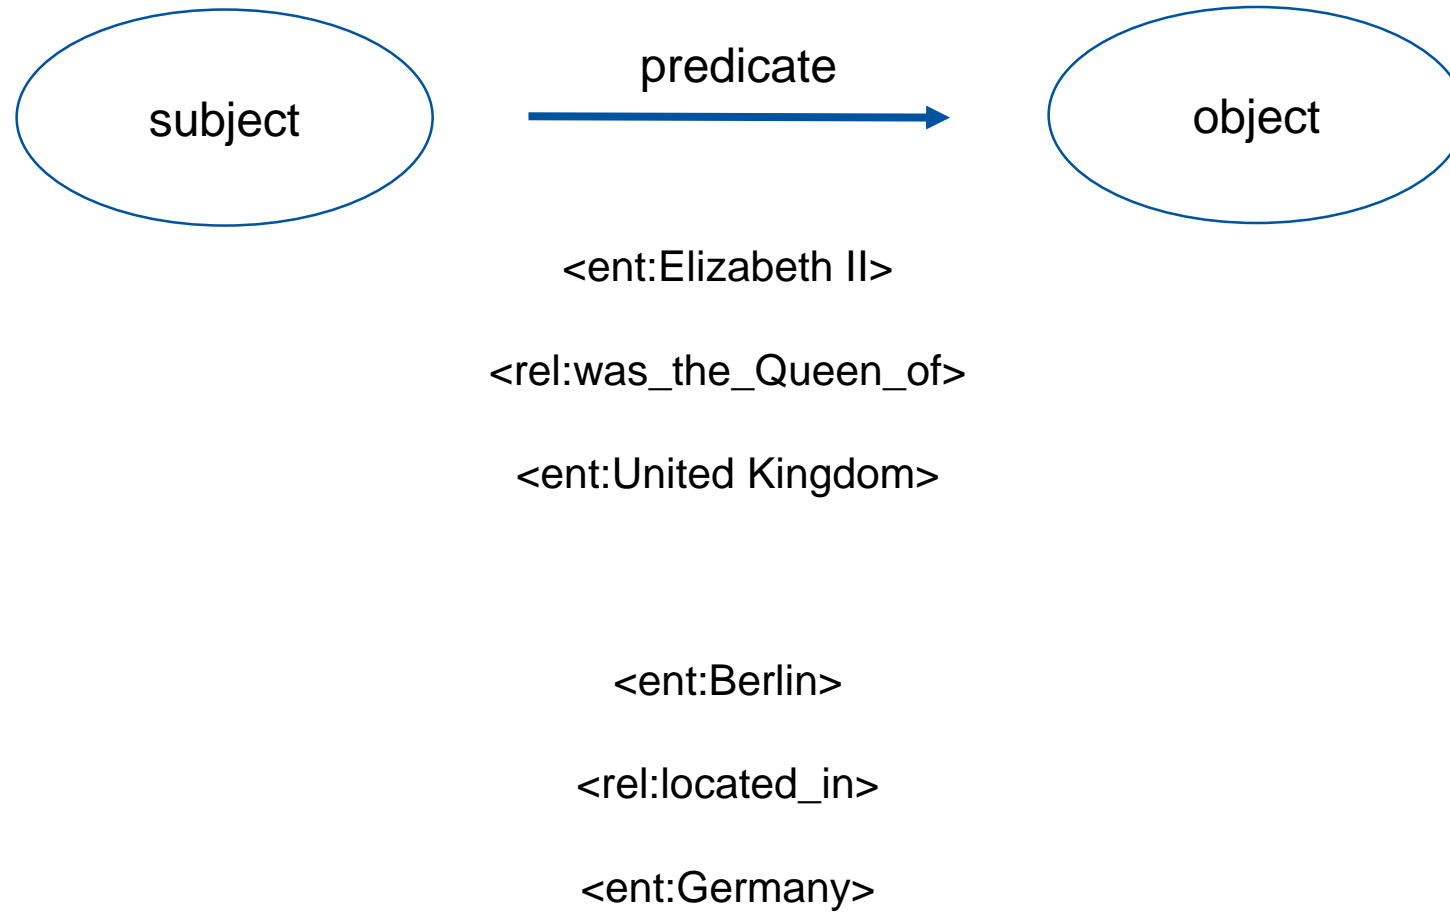 subject
predicate
object
<ent:Elizabeth II>
<rel:was_the_Queen_of>
<ent:United Kingdom>
<ent:Berlin>
<rel:located_in>
<ent:Germany>